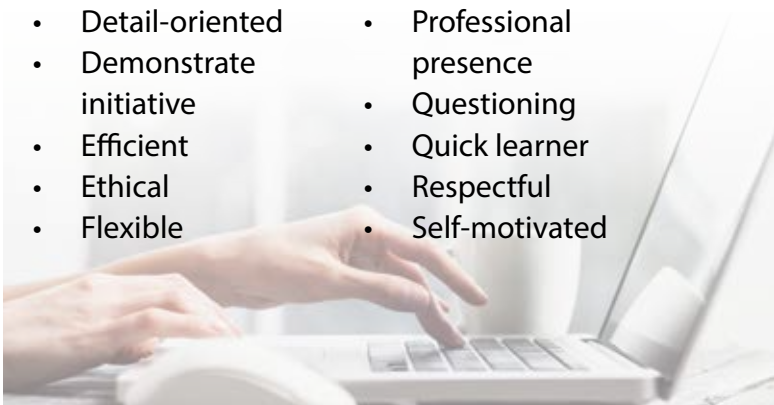 • Detail-oriented
• Demonstrate
initiative
• Efficient
• Ethical
• Flexible
• Professional
presence
• Questioning
• Quick learner
• Respectful
• Self-motivated